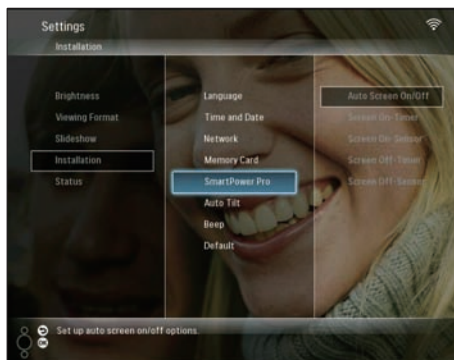 Settings
Installation
Brightness
Viewing Format
Slideshow
Installation
Status
Language
Time and Date
Network
Memory Card
SmartPower Pro
Auto Tilt
Beep
Default
Auto Screen On/Off
Screen On-Timer
Screen On-Sensor
Screen Off-Timer
Screen Off-Sensor
OK
Set up auto screen on/off options.